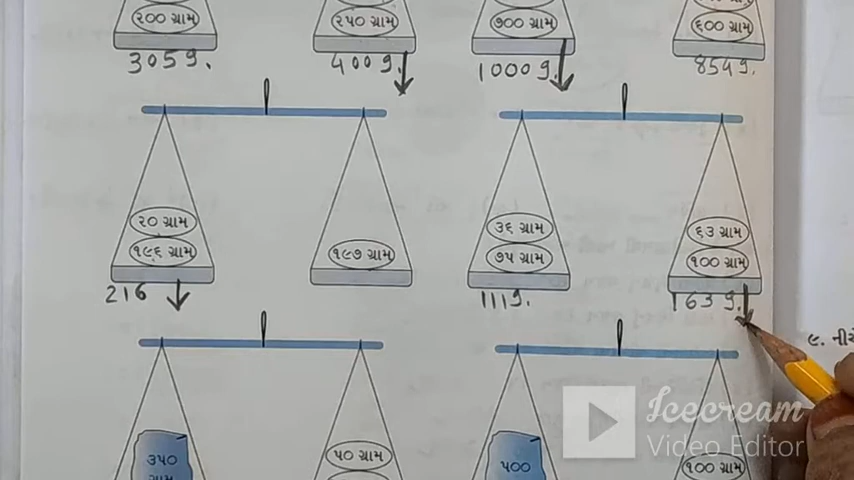 ૨૦૦ ગ્રામ
૨૫૦ ગ્રામ
૭૦૦ ગ્રામ
૬૦૦ ગ્રામ
305 ગ.
400 ગ.
1000 ગ.
854 ગ.
૨૦ ગ્રામ
૧૯૬ ગ્રામ
૧૯૭ ગ્રામ
૩૬ ગ્રામ
૭૫ ગ્રામ
૬૩ ગ્રામ
૧૦૦ ગ્રામ
216
111 ગ.
163 ગ.
૯. નીચે
૩૫૦
ગ્રામ
૫૦ ગ્રામ
૫૦૦
૧૦૦ ગ્રામ
Icecream
Video Editor